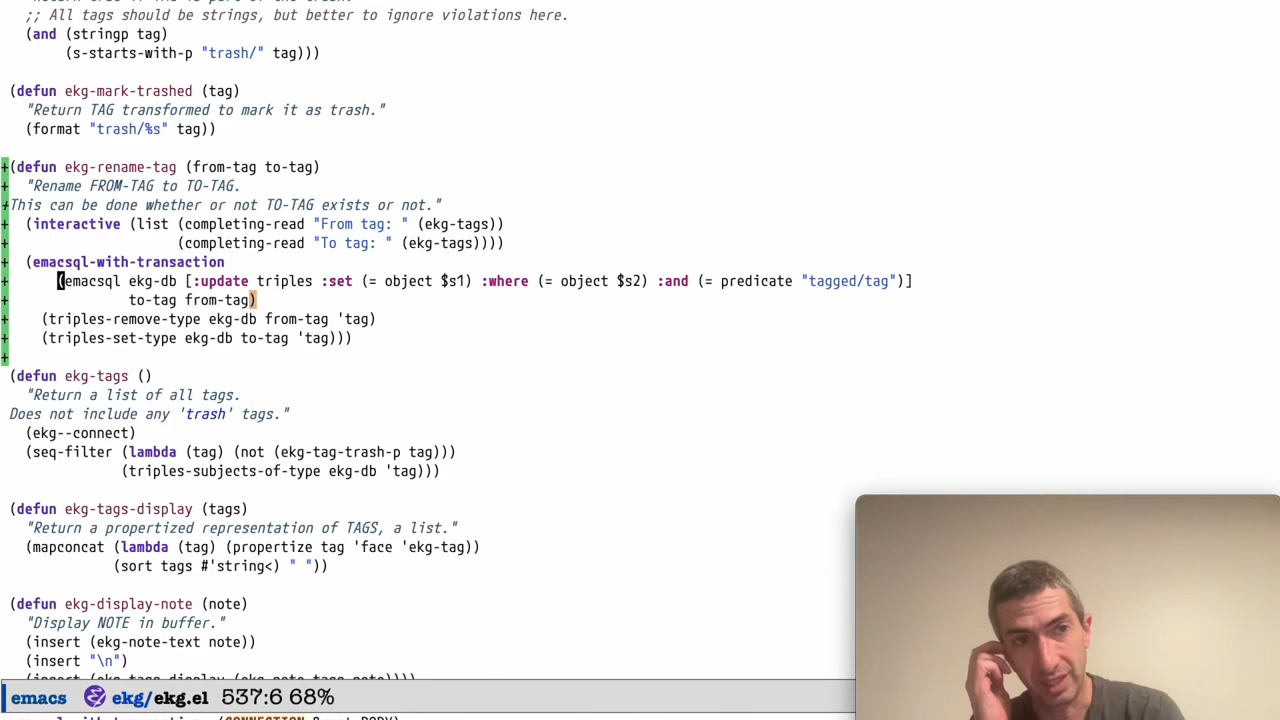 ;; All tags should be strings, but better to ignore violations here.
(and (stringp tag)
(s-starts-with-p "trash/" tag)))
(defun ekg-mark-trashed (tag)
"Return TAG transformed to mark it as trash."
(format "trash/%s" tag))
+(defun ekg-rename-tag (from-tag to-tag)
+ "Rename FROM-TAG to TO-TAG.
+This can be done whether or not TO-TAG exists or not."
+ (interactive (list (completing-read "From tag: " (ekg-tags))
+ (completing-read "To tag: " (ekg-tags))))
+ (emacsql-with-transaction
+ (emacsql ekg-db [:update triples :set (= object $s1) :where (= object $s2) :and (= predicate "tagged/tag")]
+ to-tag from-tag)
+ (triples-remove-type ekg-db from-tag 'tag)
+ (triples-set-type ekg-db to-tag 'tag)))
+
(defun ekg-tags ()
"Return a list of all tags.
Does not include any 'trash' tags."
(ekg--connect)
(seq-filter (lambda (tag) (not (ekg-tag-trash-p tag)))
(triples-subjects-of-type ekg-db 'tag)))
(defun ekg-tags-display (tags)
"Return a propertized representation of TAGS, a list."
(mapconcat (lambda (tag) (propertize tag 'face 'ekg-tag))
(sort tags #'string<) " "))
(defun ekg-display-note (note)
"Display NOTE in buffer."
(insert (ekg-note-text note))
(insert "\n")
emacs ekg/ekg.el 537:6 68%